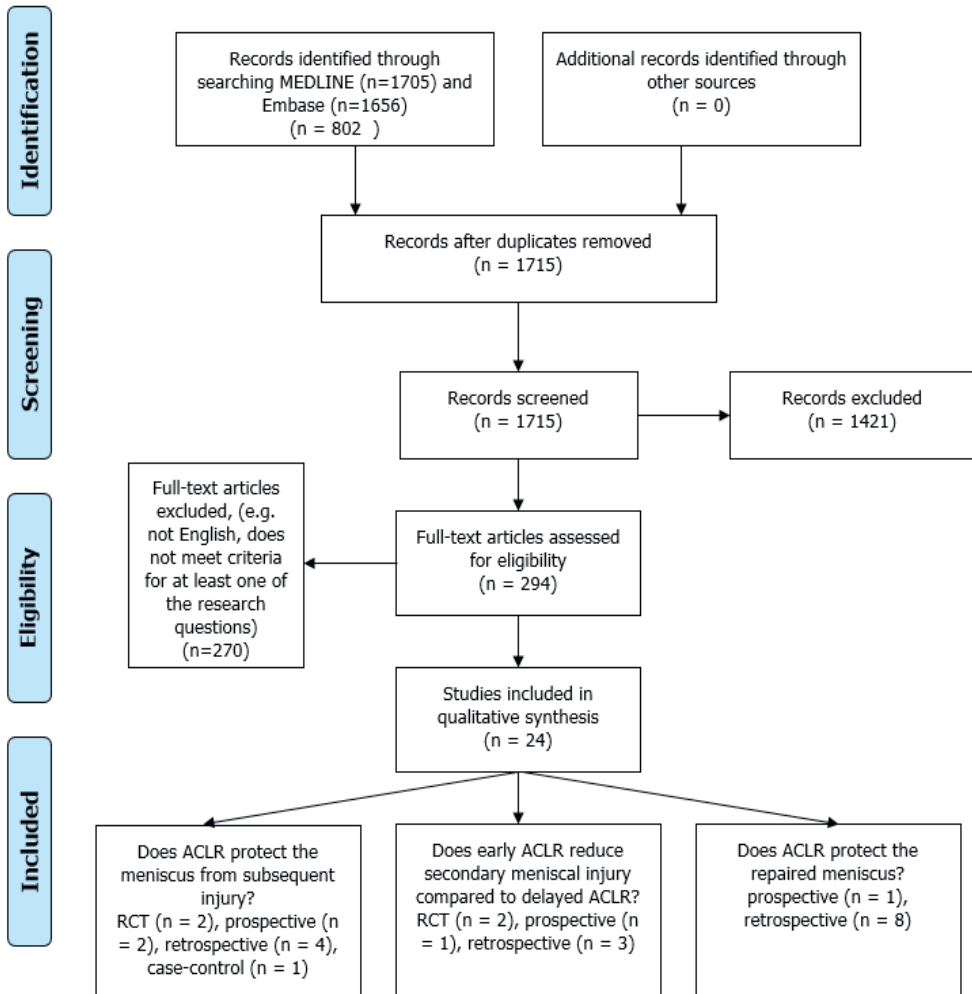 Identification
Records identified through
searching MEDLINE (n=1705) and
Embase (n=1656)
(n = 802  )
Additional records identified through
other sources
(n = 0)
Records after duplicates removed
(n = 1715)
Screening
Records screened
(n = 1715)
Records excluded
(n = 1421)
Eligibility
Full-text articles
excluded, (e.g.
not English, does
not meet criteria
for at least one of
the research
questions)
(n=270)
Full-text articles assessed
for eligibility
(n = 294)
Studies included in
qualitative synthesis
(n = 24)
Included
Does ACLR protect the
meniscus from subsequent
injury?
RCT (n = 2), prospective (n
= 2), retrospective (n = 4),
case-control (n = 1)
Does early ACLR reduce
secondary meniscal injury
compared to delayed ACLR?
RCT (n = 2), prospective (n
= 1), retrospective (n = 3)
Does ACLR protect the
repaired meniscus?
prospective (n = 1),
retrospective (n = 8)